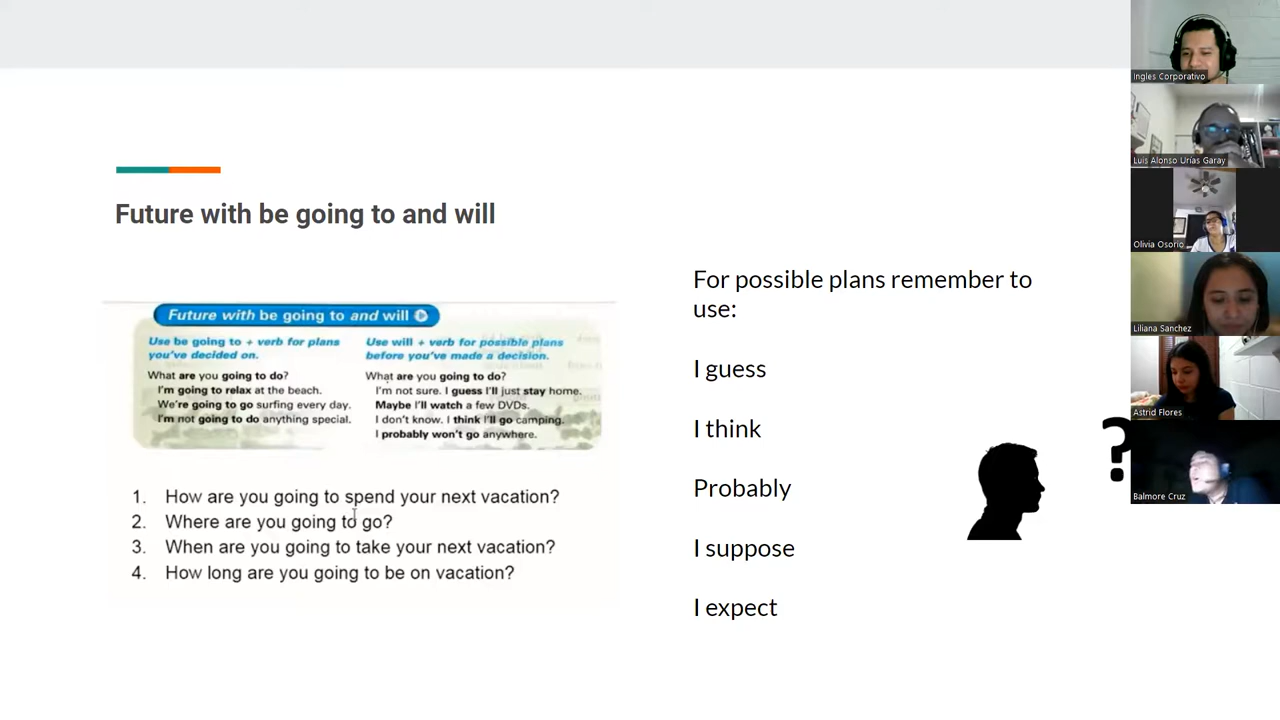 Future with be going to and will
Future with be going to and will
Use be going to + verb for plans
you've decided on.
What are you going to do?
I'm going to relax at the beach.
We're going to go surfing every day.
I'm not going to do anything special.
Use will + verb for possible plans
before you've made a decision.
What are you going to do?
I'm not sure. I guess I'll just stay home.
Maybe I'll watch a few DVDs.
I don't know. I think I'll go camping.
I probably won't go anywhere.
1. How are you going to spend your next vacation?
2. Where are you going to go?
3. When are you going to take your next vacation?
4. How long are you going to be on vacation?
For possible plans remember to
use:
I guess
I think
Probably
I suppose
I expect
?
Ingles Corporativo
Luis Alonso Urías Garay
Olivia Osorio
Liliana Sanchez
Astrid Flores
Balmore Cruz